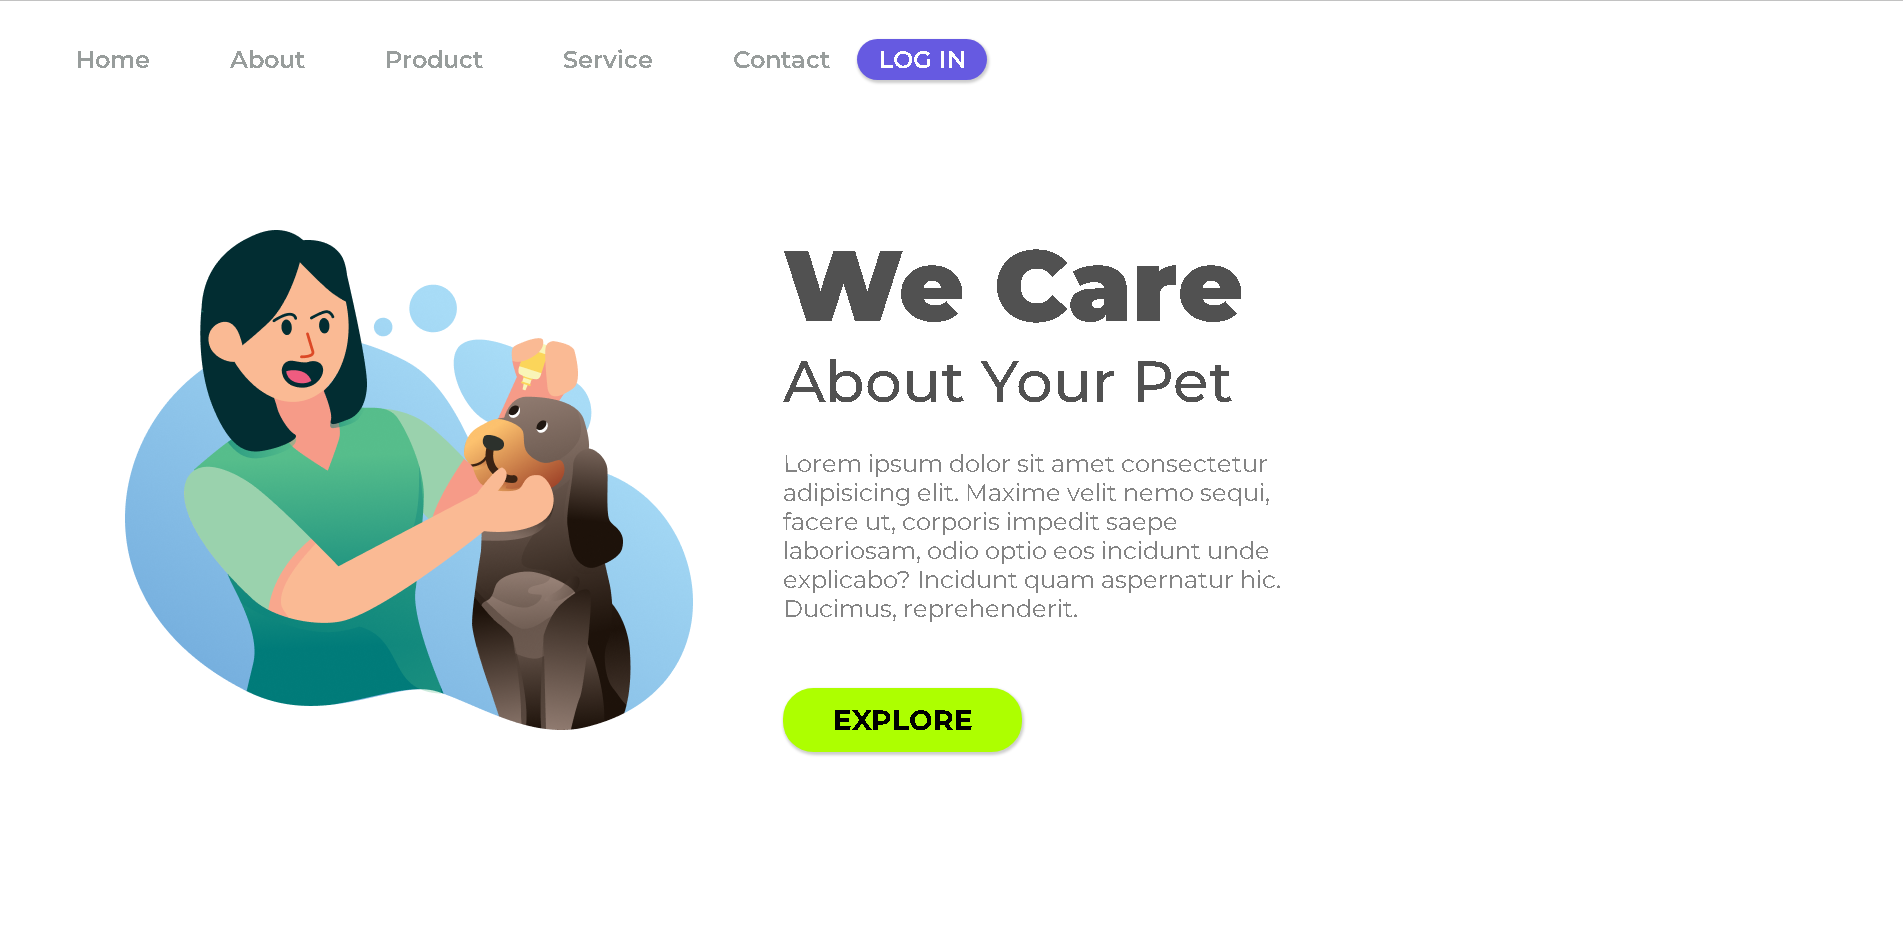 Home About Product Service Contact LOG IN
We Care
About Your Pet
Lorem ipsum dolor sit amet consectetur
adipisicing elit. Maxime velit nemo sequi,
facere ut, corporis impedit saepe
laboriosam, odio optio eos incidunt unde
explicabo? Incidunt quam aspernatur hic.
Ducimus, reprehenderit.
EXPLORE